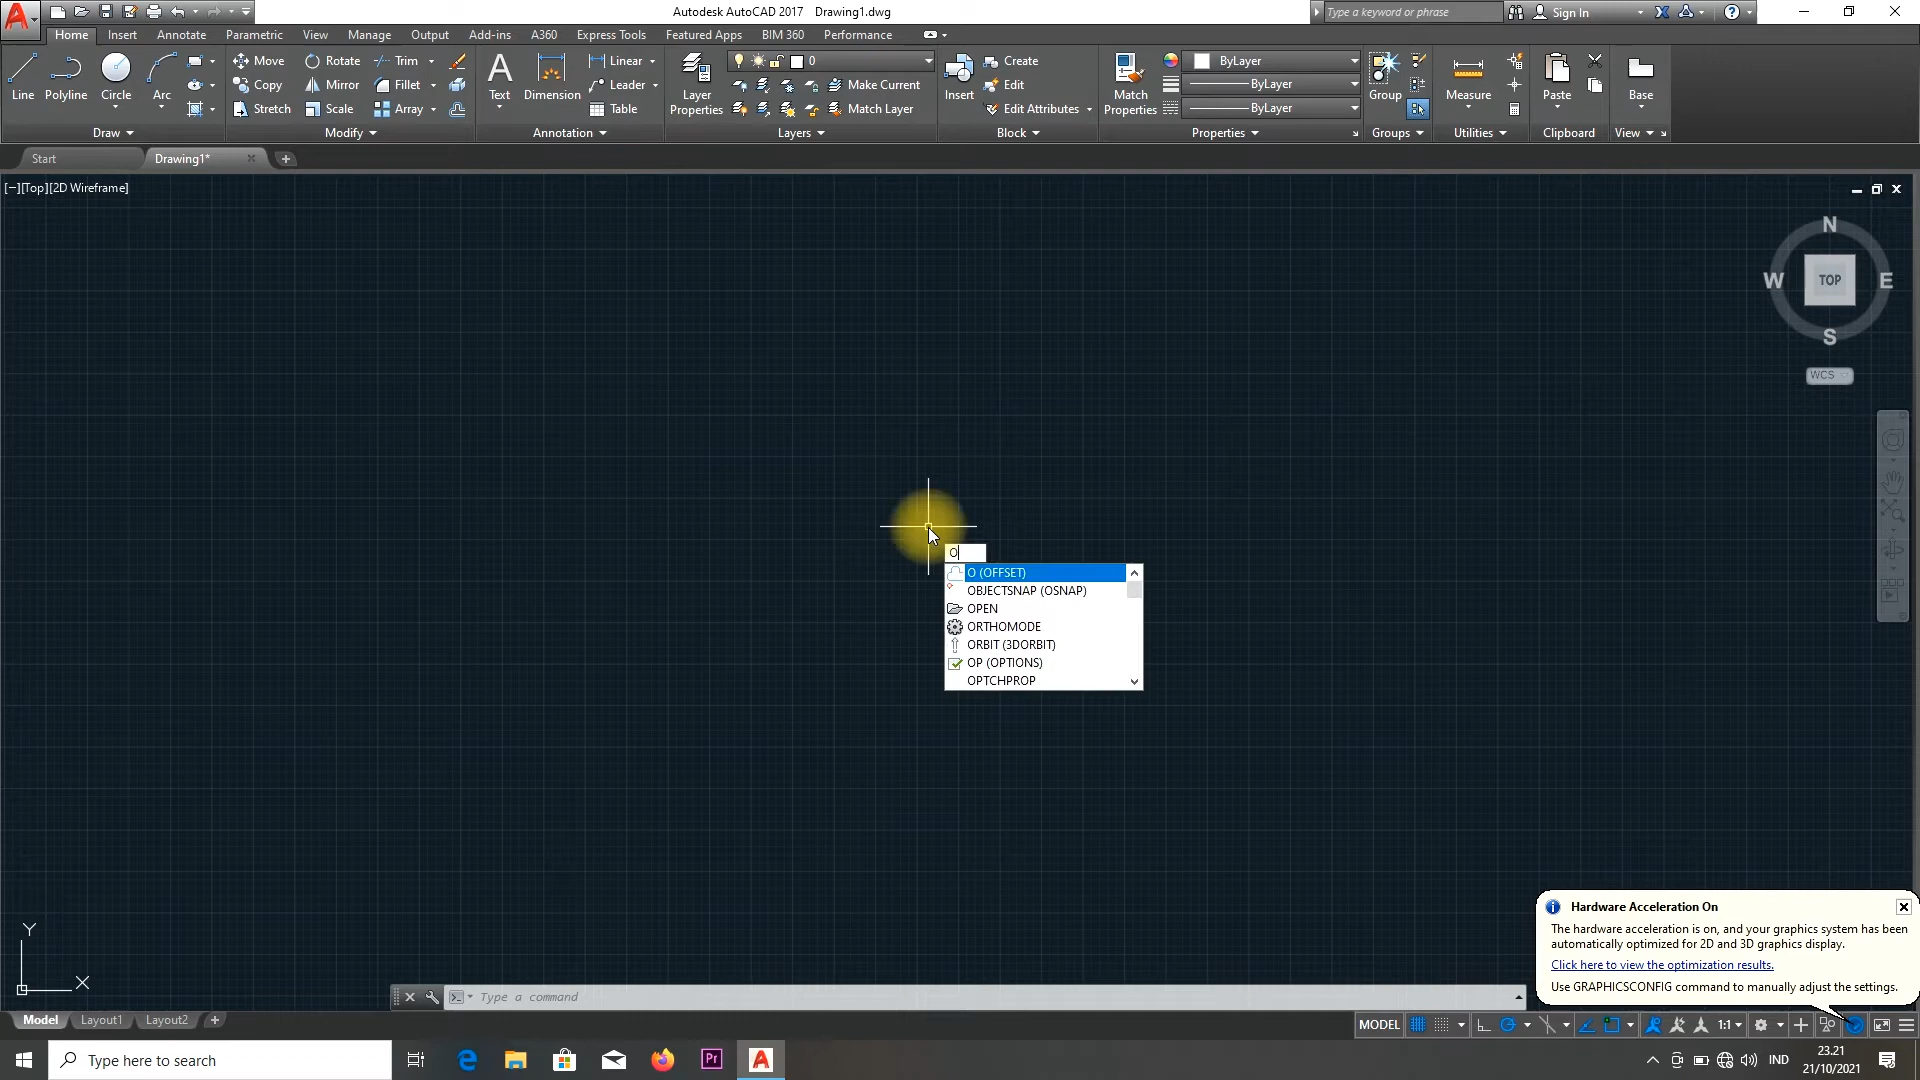 Autodesk AutoCAD 2017 Drawing1.dwg
Type a keyword or phrase
Sign In
Home Insert Annotate Parametric View Manage Output Add-ins A360 Express Tools Featured Apps BIM 360 Performance
Line
Polyline
Circle
Arc
Move
Copy
Stretch
Rotate
Mirror
Scale
Trim
Fillet
Array
Text
Dimension
Linear
Leader
Table
Layer
Properties
0
Make Current
Match Layer
Insert
Create
Edit
Edit Attributes
Match
Properties
ByLayer
ByLayer
ByLayer
Group
Measure
Paste
Base
Draw
Modify
Annotation
Layers
Block
Properties
Groups
Utilities
Clipboard
View
Start
Drawing1*
[−][Top][2D Wireframe]
N
W
TOP
E
S
WCS
O
O (OFFSET)
OBJECTSNAP (OSNAP)
OPEN
ORTHOMODE
ORBIT (3DORBIT)
OP (OPTIONS)
OPTCHPROP
Y
X
Hardware Acceleration On
The hardware acceleration is on, and your graphics system has been
automatically optimized for 2D and 3D graphics display.
Click here to view the optimization results.
Use GRAPHICSCONFIG command to manually adjust the settings.
Type a command
Model
Layout1
Layout2
MODEL
1:1
Type here to search
Pr
IND
23.21
21/10/2021